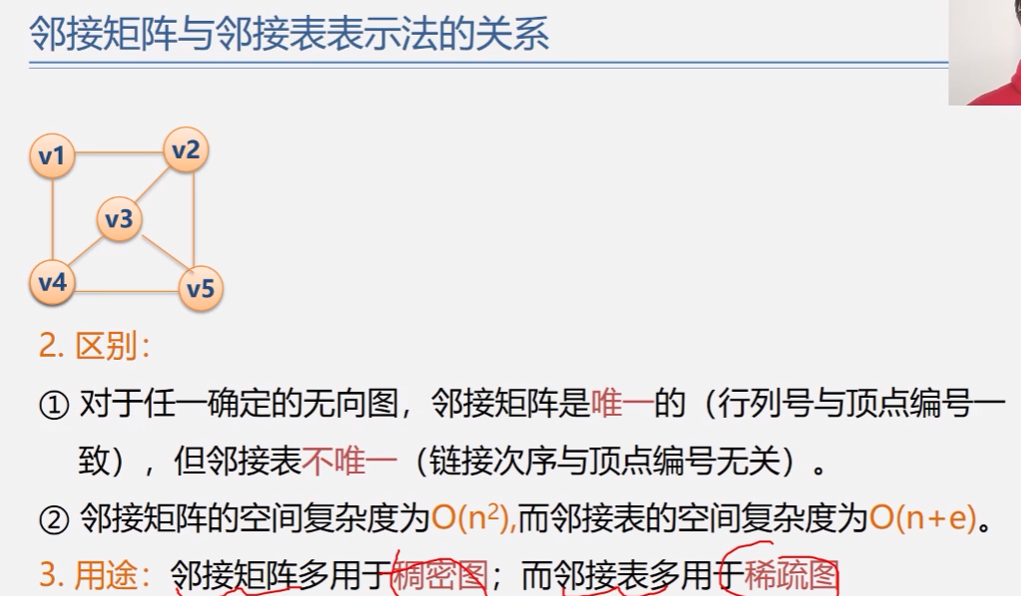 邻接矩阵与邻接表表示法的关系
v1
v2
v3
v4
v5
2. 区别：
① 对于任一确定的无向图，邻接矩阵是唯一的（行列号与顶点编号一
致），但邻接表不唯一（链接次序与顶点编号无关）。
② 邻接矩阵的空间复杂度为O(n²),而邻接表的空间复杂度为O(n+e)。
3. 用途：邻接矩阵多用于稠密图；而邻接表多用于稀疏图